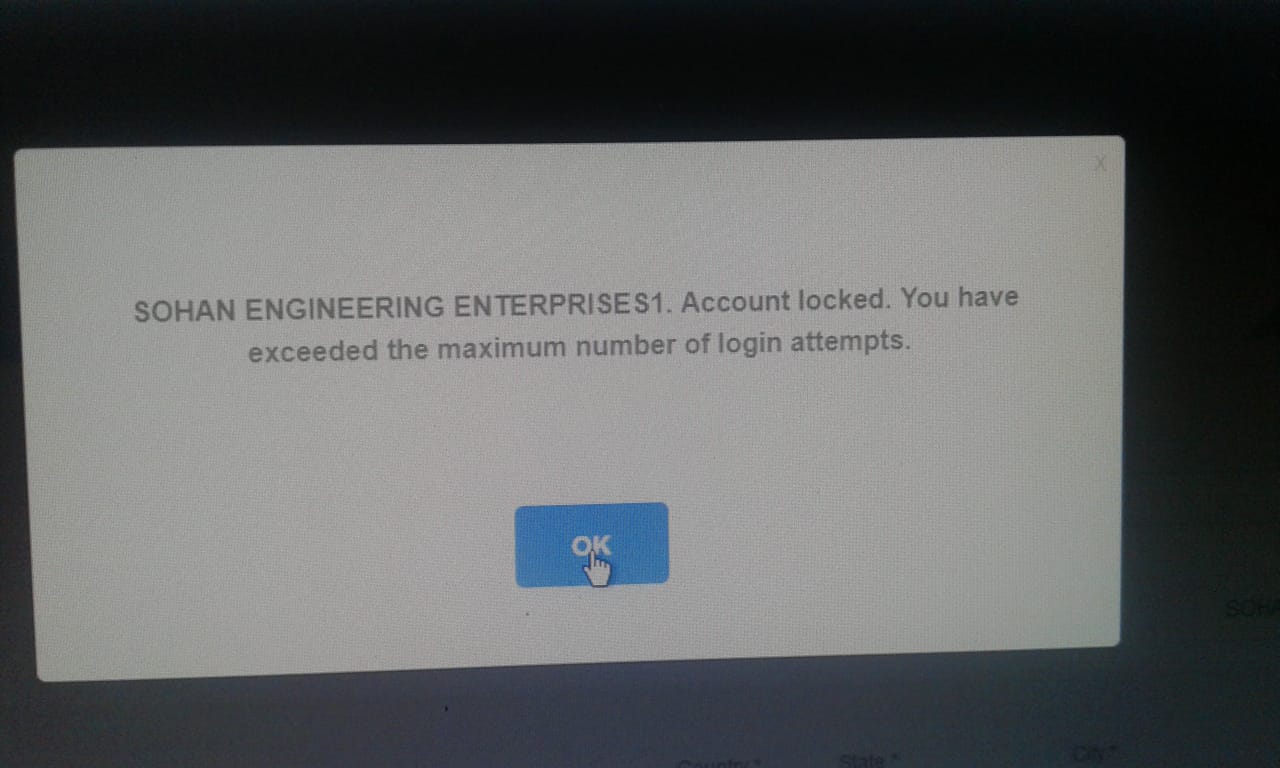 X
SOHAN ENGINEERING ENTERPRISES1. Account locked. You have
exceeded the maximum number of login attempts.
OK
SOHA
Country * State * City *